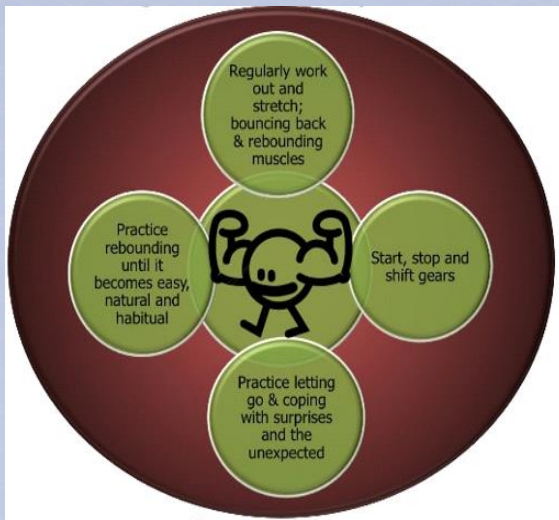 Regularly work
out and
stretch;
bouncing back
& rebounding
muscles
Practice
rebounding
until it
becomes easy,
natural and
habitual
Start, stop and
shift gears
Practice letting
go & coping
with surprises
and the
unexpected